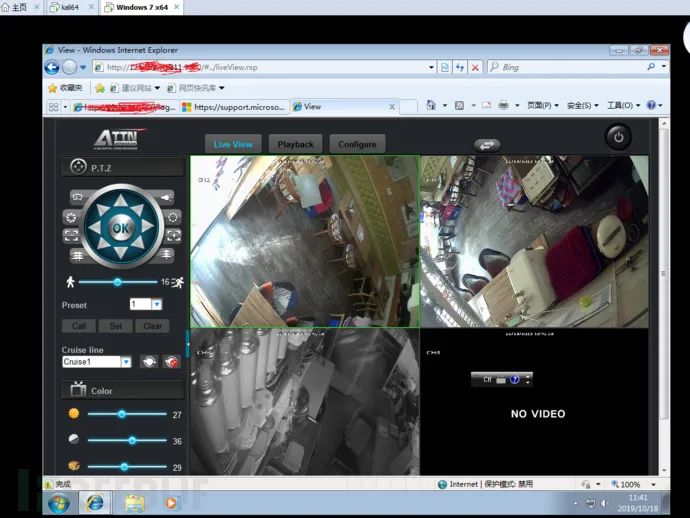 主页
kali64
Windows 7 x64
View - Windows Internet Explorer
/#../liveView.rsp
Bing
收藏夹
建议网站
网页快讯库
https://support.microso...
View
页面(P)
安全(S)
工具(O)
ATTN
Live View
Playback
Configure
P.T.Z
OK
16
Preset
1
Call
Set
Clear
Cruise line
Cruise1
Color
27
36
29
CH
NO VIDEO
完成
Internet | 保护模式: 禁用
100%
11:41
2019/10/18